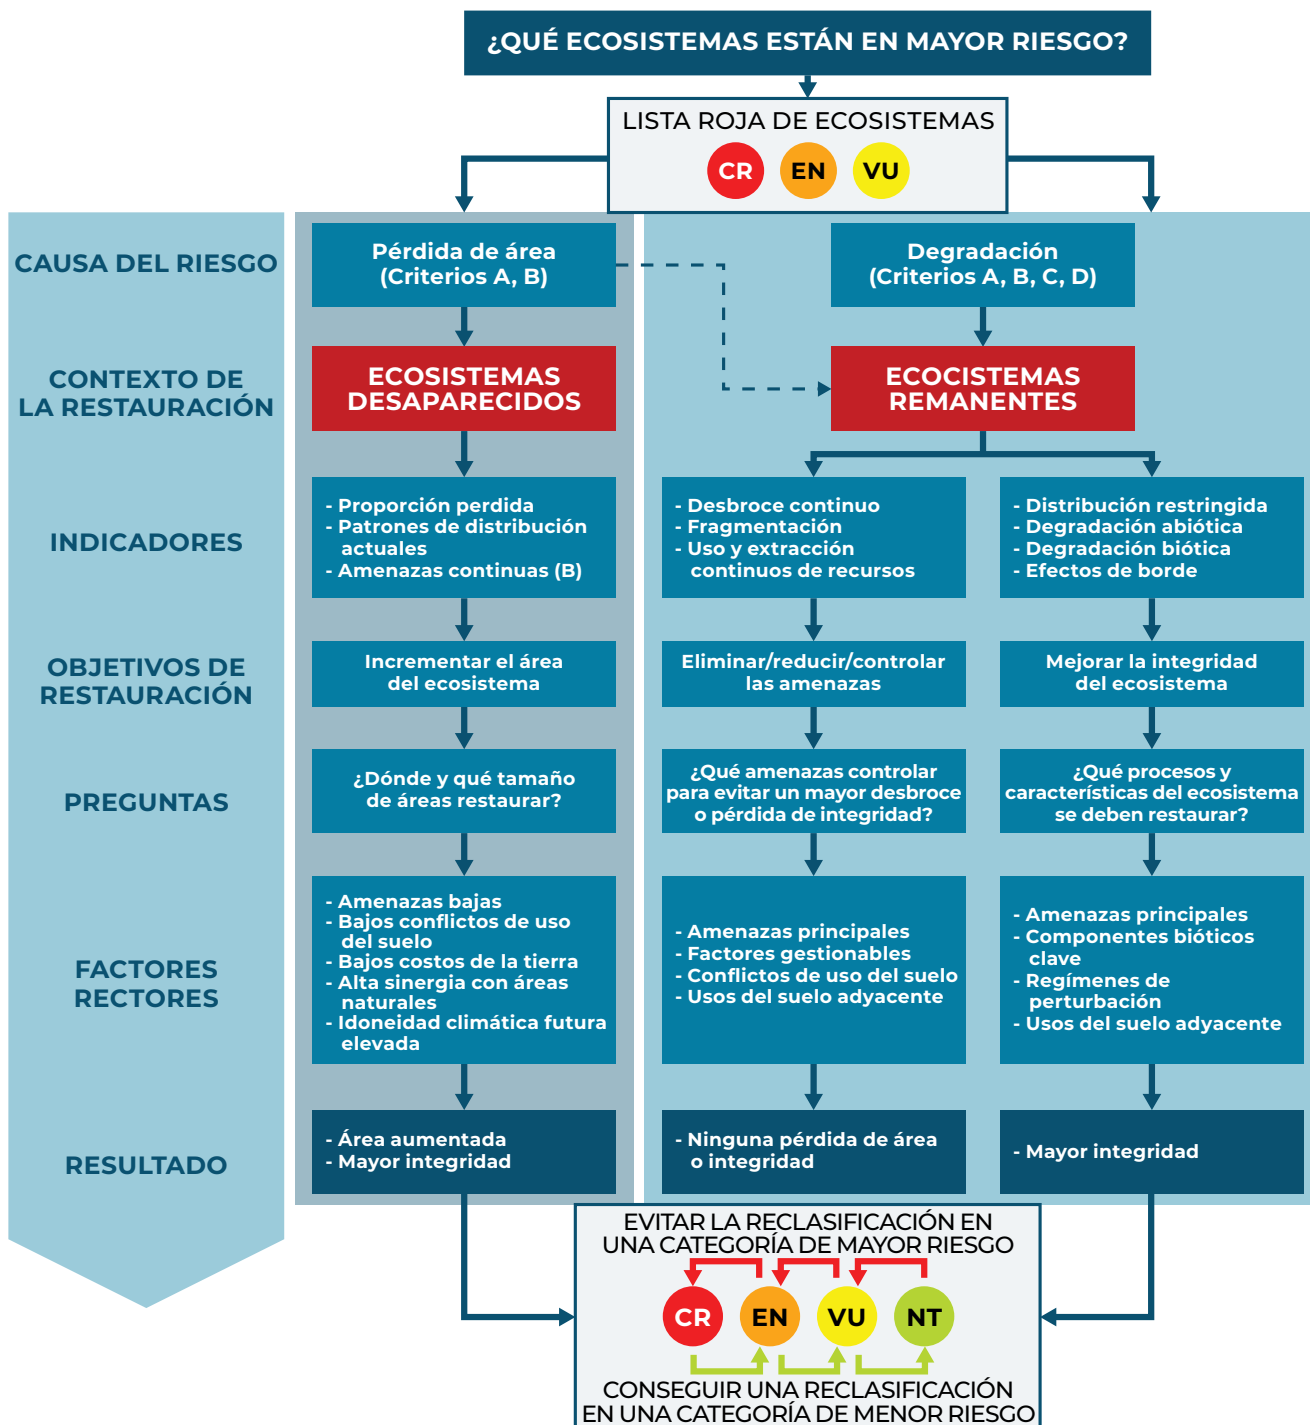 ¿QUÉ ECOSISTEMAS ESTÁN EN MAYOR RIESGO?
LISTA ROJA DE ECOSISTEMAS
CR EN VU
CAUSA DEL RIESGO
Pérdida de área
(Criterios A, B)
Degradación
(Criterios A, B, C, D)
CONTEXTO DE
LA RESTAURACIÓN
ECOSISTEMAS
DESAPARECIDOS
ECOCISTEMAS
REMANENTES
INDICADORES
- Proporción perdida
- Patrones de distribución
actuales
- Amenazas continuas (B)
- Desbroce continuo
- Fragmentación
- Uso y extracción
continuos de recursos
- Distribución restringida
- Degradación abiótica
- Degradación biótica
- Efectos de borde
OBJETIVOS DE
RESTAURACIÓN
Incrementar el área
del ecosistema
Eliminar/reducir/controlar
las amenazas
Mejorar la integridad
del ecosistema
PREGUNTAS
¿Dónde y qué tamaño
de áreas restaurar?
¿Qué amenazas controlar
para evitar un mayor desbroce
o pérdida de integridad?
¿Qué procesos y
características del ecosistema
se deben restaurar?
FACTORES
RECTORES
- Amenazas bajas
- Bajos conflictos de uso
del suelo
- Bajos costos de la tierra
- Alta sinergia con áreas
naturales
- Idoneidad climática futura
elevada
- Amenazas principales
- Factores gestionables
- Conflictos de uso del suelo
- Usos del suelo adyacente
- Amenazas principales
- Componentes bióticos
clave
- Regímenes de
perturbación
- Usos del suelo adyacente
RESULTADO
- Área aumentada
- Mayor integridad
- Ninguna pérdida de área
o integridad
- Mayor integridad
EVITAR LA RECLASIFICACIÓN EN
UNA CATEGORÍA DE MAYOR RIESGO
CR EN VU NT
CONSEGUIR UNA RECLASIFICACIÓN
EN UNA CATEGORÍA DE MENOR RIESGO